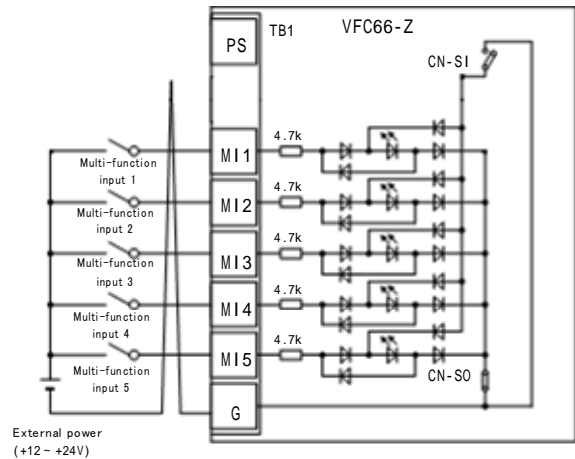 VFC66-Z
TB1
PS
CN-SI
4.7k
MI1
Multi-function
input 1
4.7k
MI2
Multi-function
input 2
4.7k
MI3
Multi-function
input 3
4.7k
MI4
Multi-function
input 4
4.7k
MI5
Multi-function
input 5
CN-SO
G
External power
(+12~ +24V)